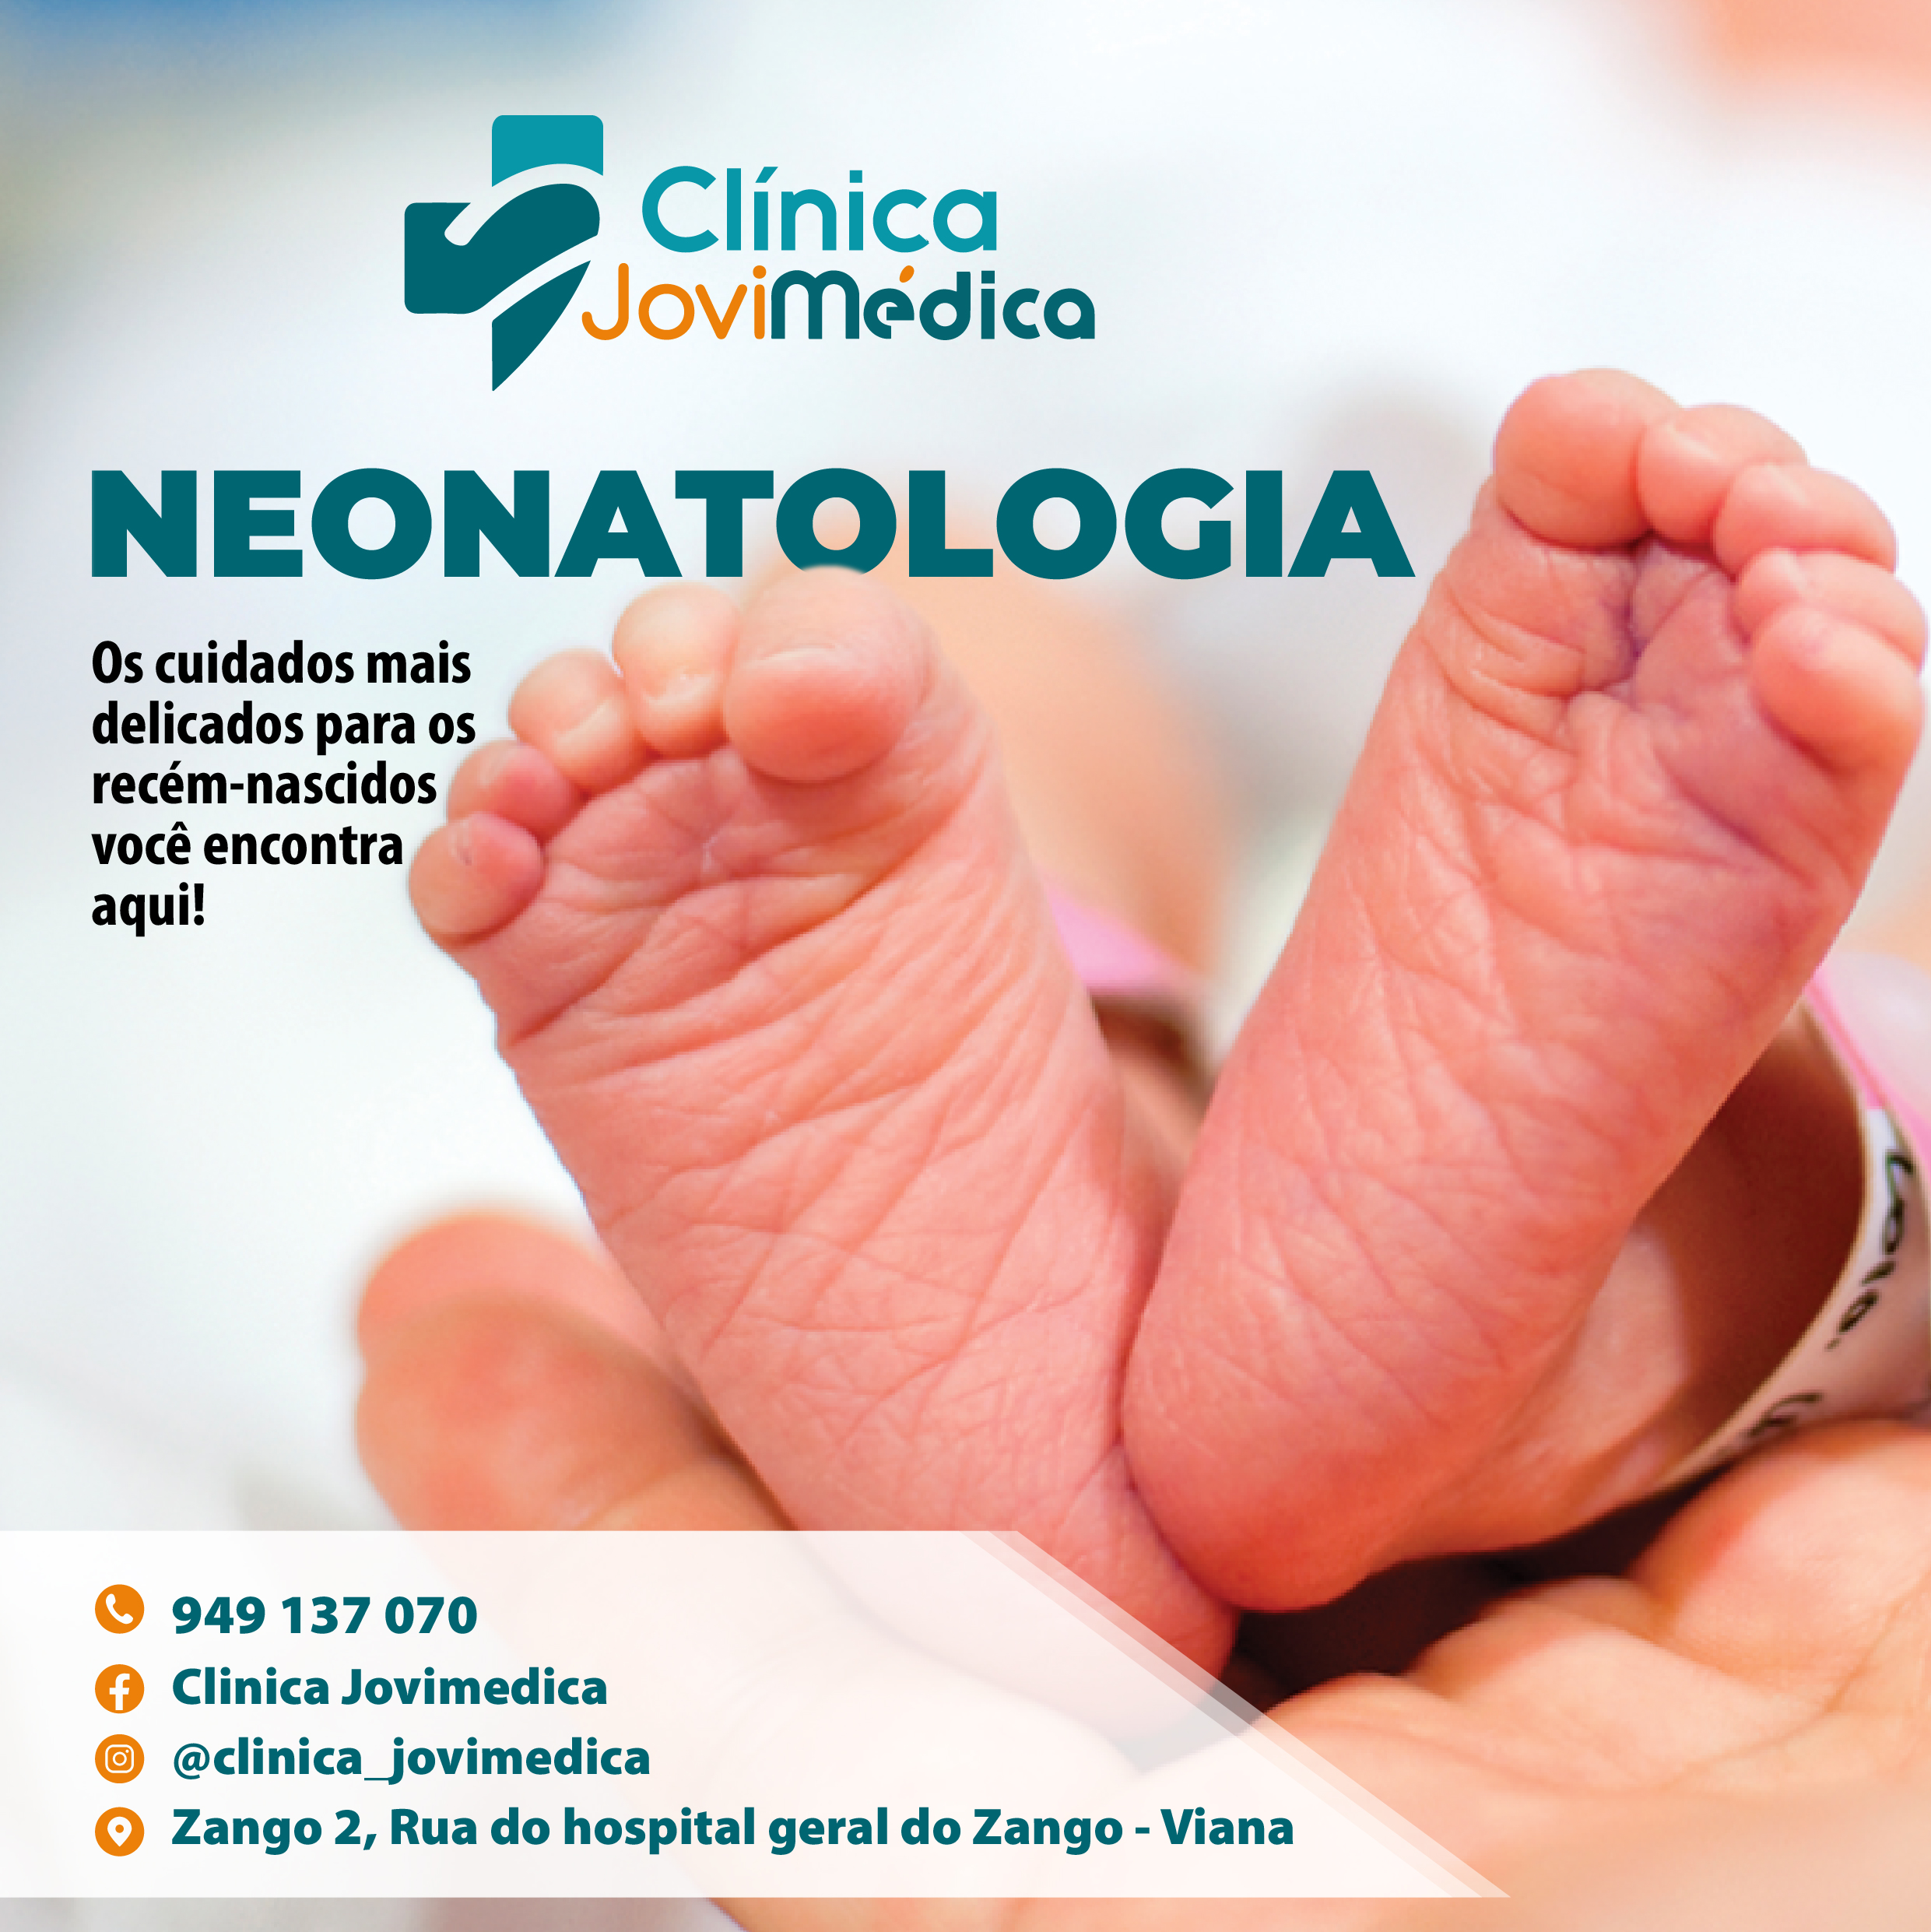 Clínica
JoviMédica
NEONATOLOGIA
Os cuidados mais
delicados para os
recém-nascidos
você encontra
aqui!
949 137 070
Clinica Jovimedica
@clinica_jovimedica
Zango 2, Rua do hospital geral do Zango - Viana